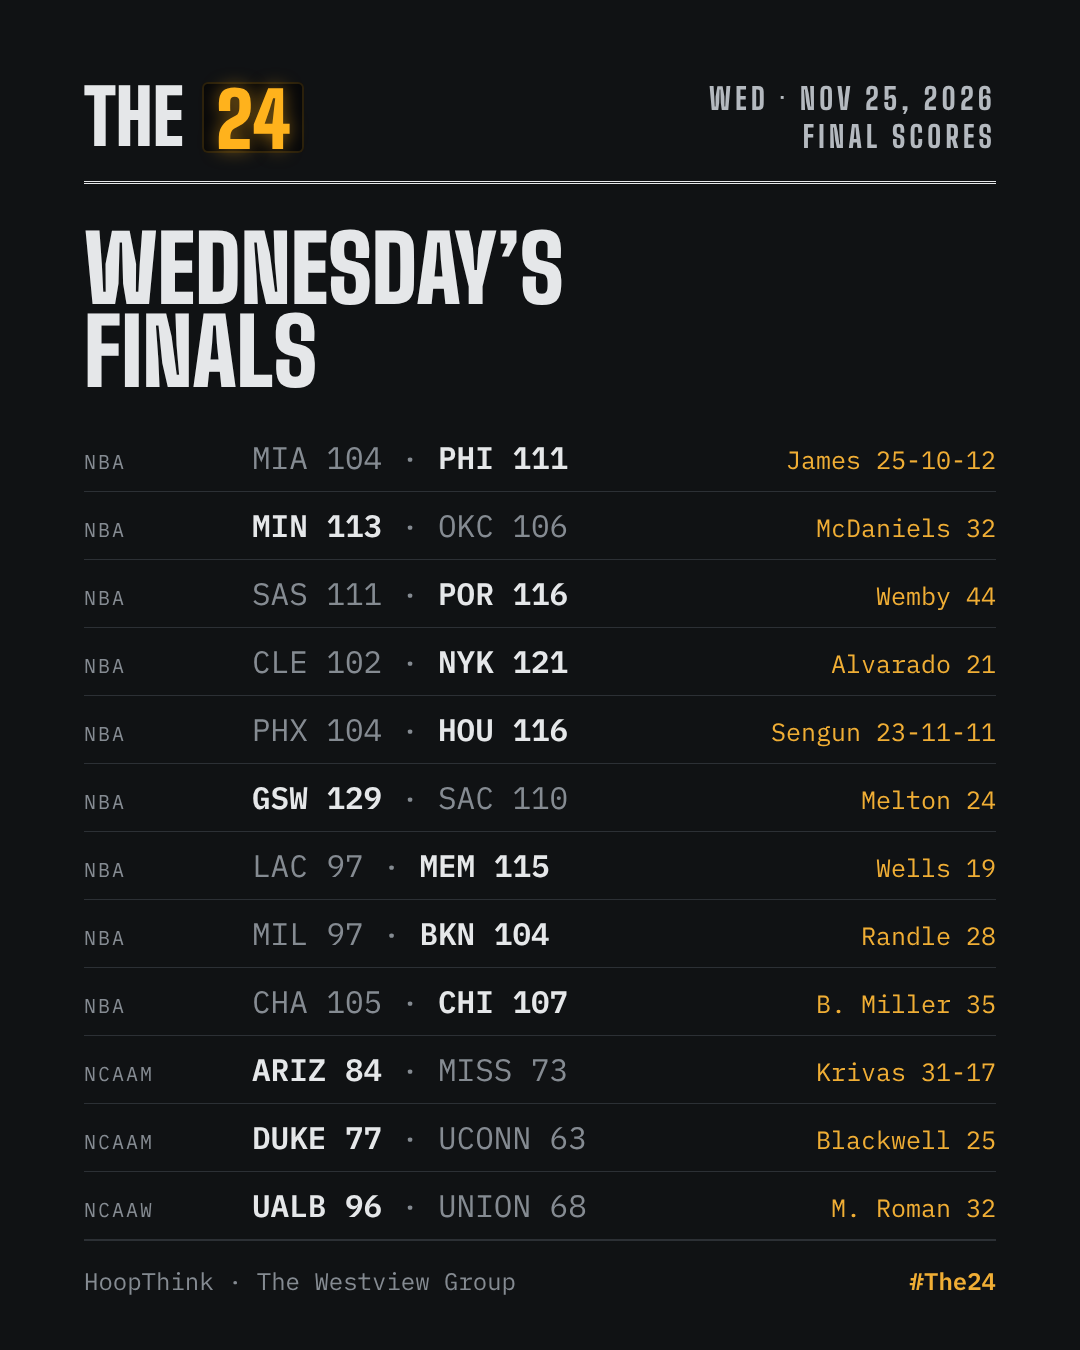 THE 24
WED · NOV 25, 2026
FINAL SCORES
WEDNESDAY’S
FINALS
NBA MIA 104 · PHI 111 James 25-10-12
NBA MIN 113 · OKC 106 McDaniels 32
NBA SAS 111 · POR 116 Wemby 44
NBA CLE 102 · NYK 121 Alvarado 21
NBA PHX 104 · HOU 116 Sengun 23-11-11
NBA GSW 129 · SAC 110 Melton 24
NBA LAC 97 · MEM 115 Wells 19
NBA MIL 97 · BKN 104 Randle 28
NBA CHA 105 · CHI 107 B. Miller 35
NCAAM ARIZ 84 · MISS 73 Krivas 31-17
NCAAM DUKE 77 · UCONN 63 Blackwell 25
NCAAW UALB 96 · UNION 68 M. Roman 32
HoopThink · The Westview Group #The24